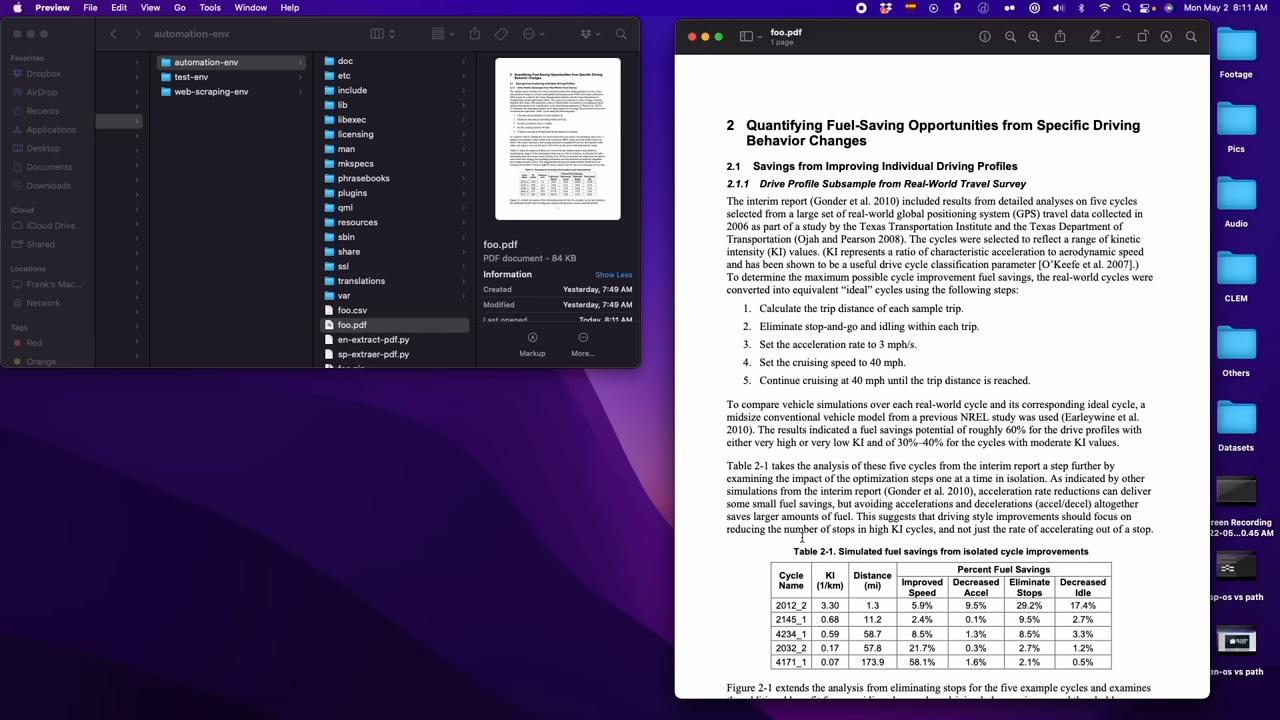 Preview File Edit View Go Tools Window Help
Mon May 2 8:11 AM
automation-env
Favorites
Dropbox
AirDrop
Recents
Applications
Desktop
Documents
Downloads
iCloud
iCloud Drive
Shared
Locations
Frank's Mac...
Network
Tags
Red
Orange
automation-env
test-env
web-scraping-env
doc
etc
include
lib
libexec
licensing
man
mkspecs
phrasebooks
plugins
qml
resources
sbin
share
ssl
translations
var
foo.csv
foo.pdf
en-extract-pdf.py
sp-extraer-pdf.py
foo.pdf
PDF document - 84 KB
Information Show Less
Created Yesterday, 7:49 AM
Modified Yesterday, 7:49 AM
Last opened Today, 8:11 AM
Markup More...
foo.pdf
1 page
2 Quantifying Fuel-Saving Opportunities from Specific Driving
Behavior Changes
2.1 Savings from Improving Individual Driving Profiles
2.1.1 Drive Profile Subsample from Real-World Travel Survey
The interim report (Gonder et al. 2010) included results from detailed analyses on five cycles
selected from a large set of real-world global positioning system (GPS) travel data collected in
2006 as part of a study by the Texas Transportation Institute and the Texas Department of
Transportation (Ojah and Pearson 2008). The cycles were selected to reflect a range of kinetic
intensity (KI) values. (KI represents a ratio of characteristic acceleration to aerodynamic speed
and has been shown to be a useful drive cycle classification parameter [O'Keefe et al. 2007].)
To determine the maximum possible cycle improvement fuel savings, the real-world cycles were
converted into equivalent “ideal” cycles using the following steps:
1. Calculate the trip distance of each sample trip.
2. Eliminate stop-and-go and idling within each trip.
3. Set the acceleration rate to 3 mph/s.
4. Set the cruising speed to 40 mph.
5. Continue cruising at 40 mph until the trip distance is reached.
To compare vehicle simulations over each real-world cycle and its corresponding ideal cycle, a
midsize conventional vehicle model from a previous NREL study was used (Earleywine et al.
2010). The results indicated a fuel savings potential of roughly 60% for the drive profiles with
either very high or very low KI and of 30%–40% for the cycles with moderate KI values.
Table 2-1 takes the analysis of these five cycles from the interim report a step further by
examining the impact of the optimization steps one at a time in isolation. As indicated by other
simulations from the interim report (Gonder et al. 2010), acceleration rate reductions can deliver
some small fuel savings, but avoiding accelerations and decelerations (accel/decel) altogether
saves larger amounts of fuel. This suggests that driving style improvements should focus on
reducing the number of stops in high KI cycles, and not just the rate of accelerating out of a stop.
Table 2-1. Simulated fuel savings from isolated cycle improvements
Cycle Name KI (1/km) Distance (mi) Percent Fuel Savings
Improved Speed Decreased Accel Eliminate Stops Decreased Idle
2012_2 3.30 1.3 5.9% 9.5% 29.2% 17.4%
2145_1 0.68 11.2 2.4% 0.1% 9.5% 2.7%
4234_1 0.59 58.7 8.5% 1.3% 8.5% 3.3%
2032_2 0.17 57.8 21.7% 0.3% 2.7% 1.2%
4171_1 0.07 173.9 58.1% 1.6% 2.1% 0.5%
Figure 2-1 extends the analysis from eliminating stops for the five example cycles and examines
Footage
Pics
Audio
CLEM
Others
Datasets
reen Recording
22-05...0.45 AM
sp-os vs path
en-os vs path